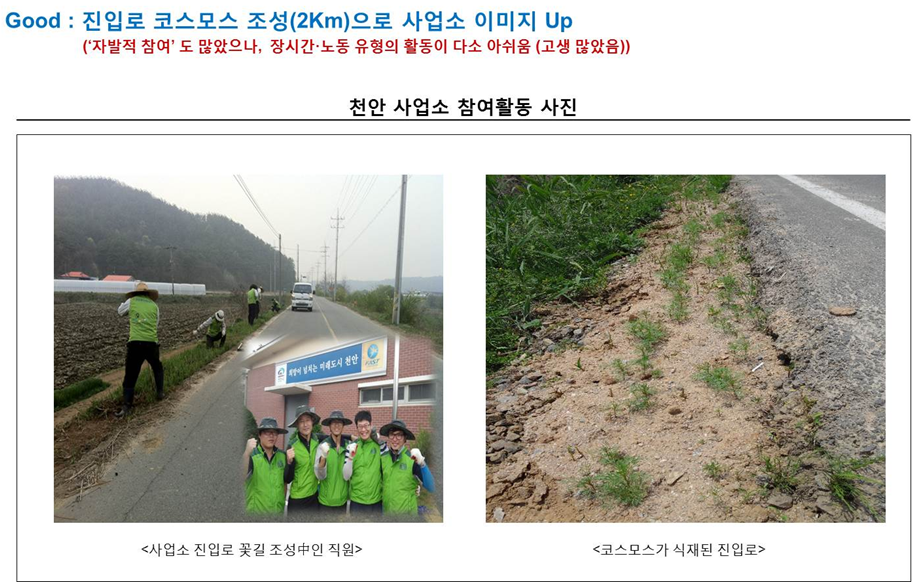 Good : 진입로 코스모스 조성(2Km)으로 사업소 이미지 Up
(‘자발적 참여’ 도 많았으나, 장시간·노동 유형의 활동이 다소 아쉬움 (고생 많았음))
천안 사업소 참여활동 사진
희망이 넘치는 미래도시 천안
FAST
<사업소 진입로 꽃길 조성中인 직원>
<코스모스가 식재된 진입로>